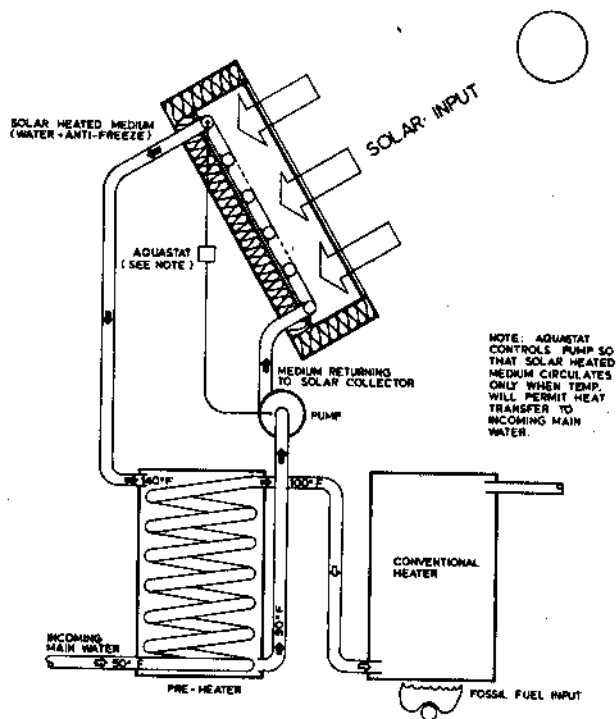 SOLAR HEATED MEDIUM
(WATER + ANTI-FREEZE)
SOLAR INPUT
AQUASTAT
(SEE NOTE)
NOTE: AQUASTAT
CONTROLS PUMP SO
THAT SOLAR HEATED
MEDIUM CIRCULATES
ONLY WHEN TEMP.
WILL PERMIT HEAT
TRANSFER TO
INCOMING MAIN
WATER.
MEDIUM RETURNING
TO SOLAR COLLECTOR
PUMP
140°F
100°F
CONVENTIONAL
HEATER
90°F
INCOMING
MAIN WATER
50°F
PRE-HEATER
FOSSIL FUEL INPUT